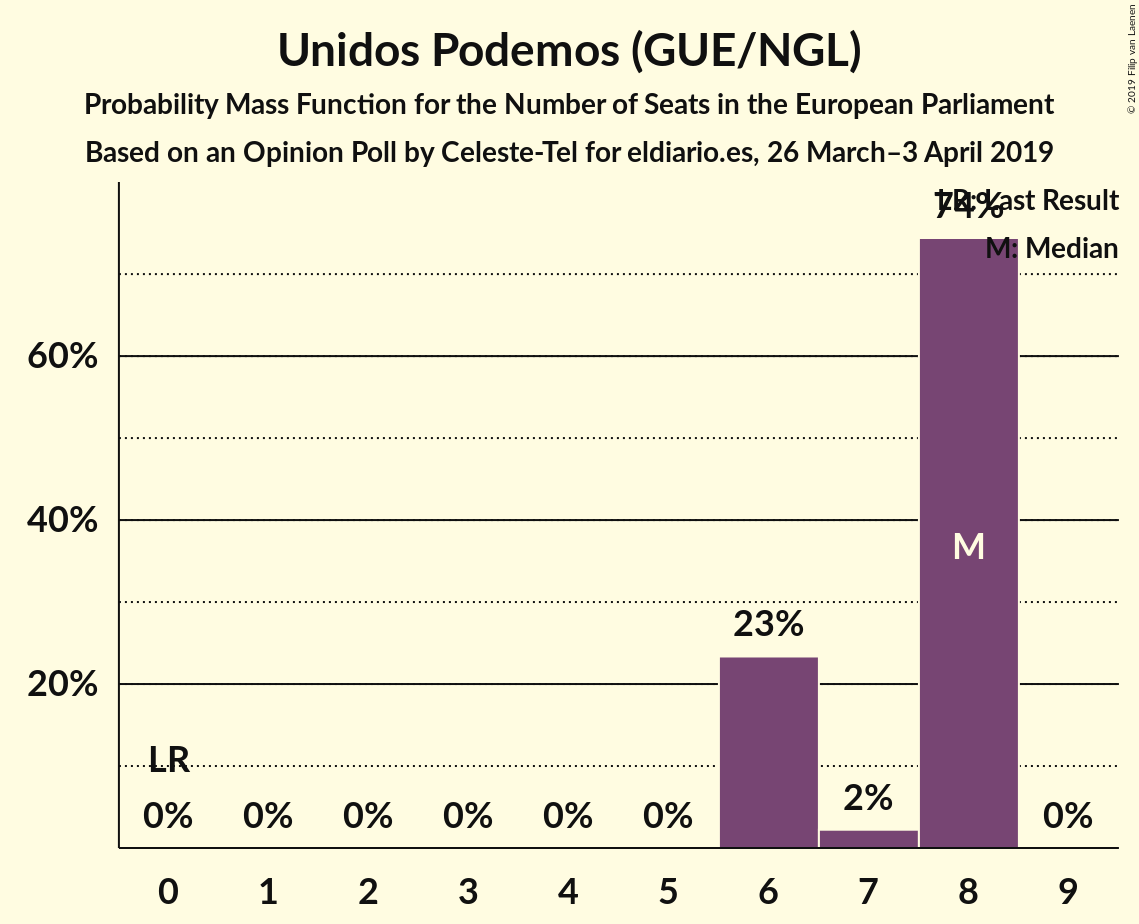 Unidos Podemos (GUE/NGL)
Probability Mass Function for the Number of Seats in the European Parliament
Based on an Opinion Poll by Celeste-Tel for eldiario.es, 26 March–3 April 2019
© 2019 Filip van Laenen
LR: Last Result
M: Median
74%
60%
40%
M
23%
20%
LR
2%
0% 0% 0% 0% 0% 0% 0%
0 1 2 3 4 5 6 7 8 9